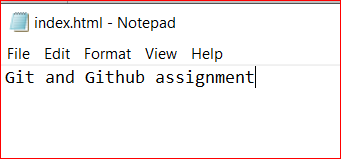 index.html - Notepad
File Edit Format View Help
Git and Github assignment